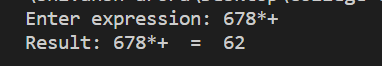 Enter expression: 678*+
Result: 678*+  =  62